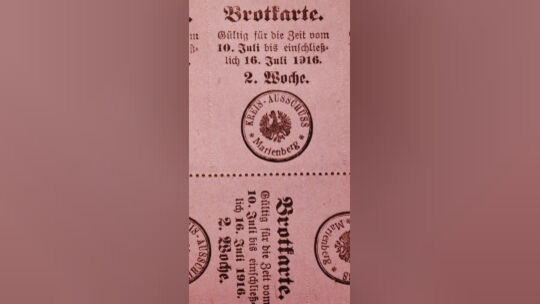 Brotkarte.
Gültig für die Zeit vom
10. Juli bis einschließ-
lich 16. Juli 1916.
2. Woche.
KREIS-AUSSCHUSS
* Marienberg *
Brotkarte.
Gültig für die Zeit vom
10. Juli bis einschließ-
lich 16. Juli 1916.
2. Woche.
Marienberg